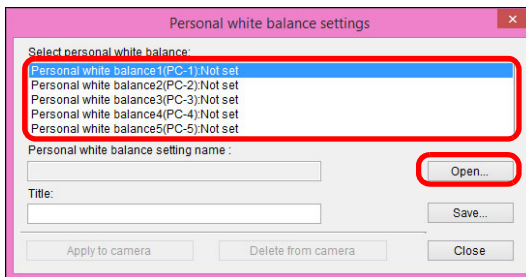 Personal white balance settings
Select personal white balance:
Personal white balance1(PC-1):Not set
Personal white balance2(PC-2):Not set
Personal white balance3(PC-3):Not set
Personal white balance4(PC-4):Not set
Personal white balance5(PC-5):Not set
Personal white balance setting name :
Open...
Title:
Save...
Apply to camera Delete from camera Close